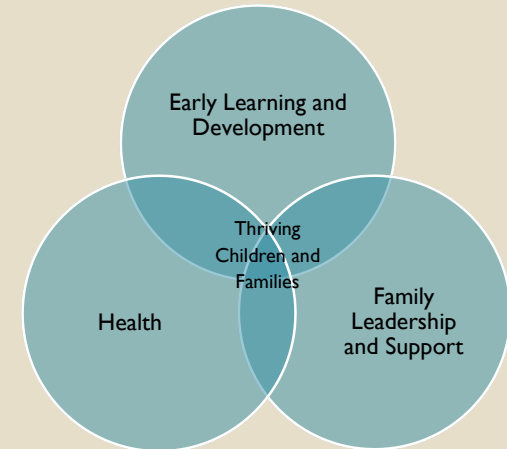 Early Learning and
Development
Thriving
Children and
Families
Health
Family
Leadership
and Support